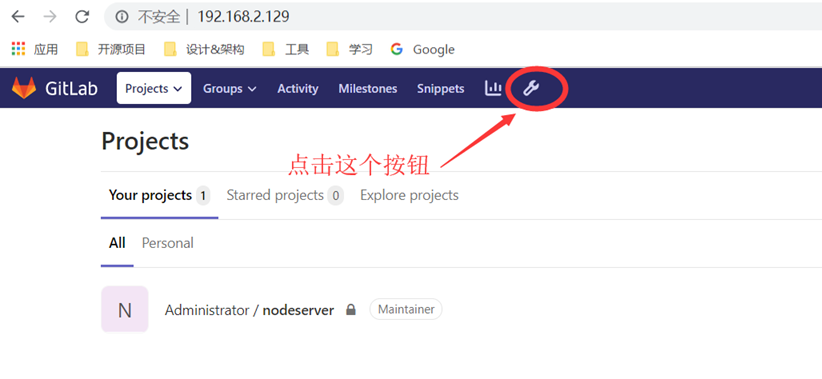 不安全 | 192.168.2.129
应用 开源项目 设计&架构 工具 学习 Google
GitLab Projects Groups Activity Milestones Snippets
Projects
点击这个按钮
Your projects 1 Starred projects 0 Explore projects
All Personal
N Administrator / nodeserver Maintainer